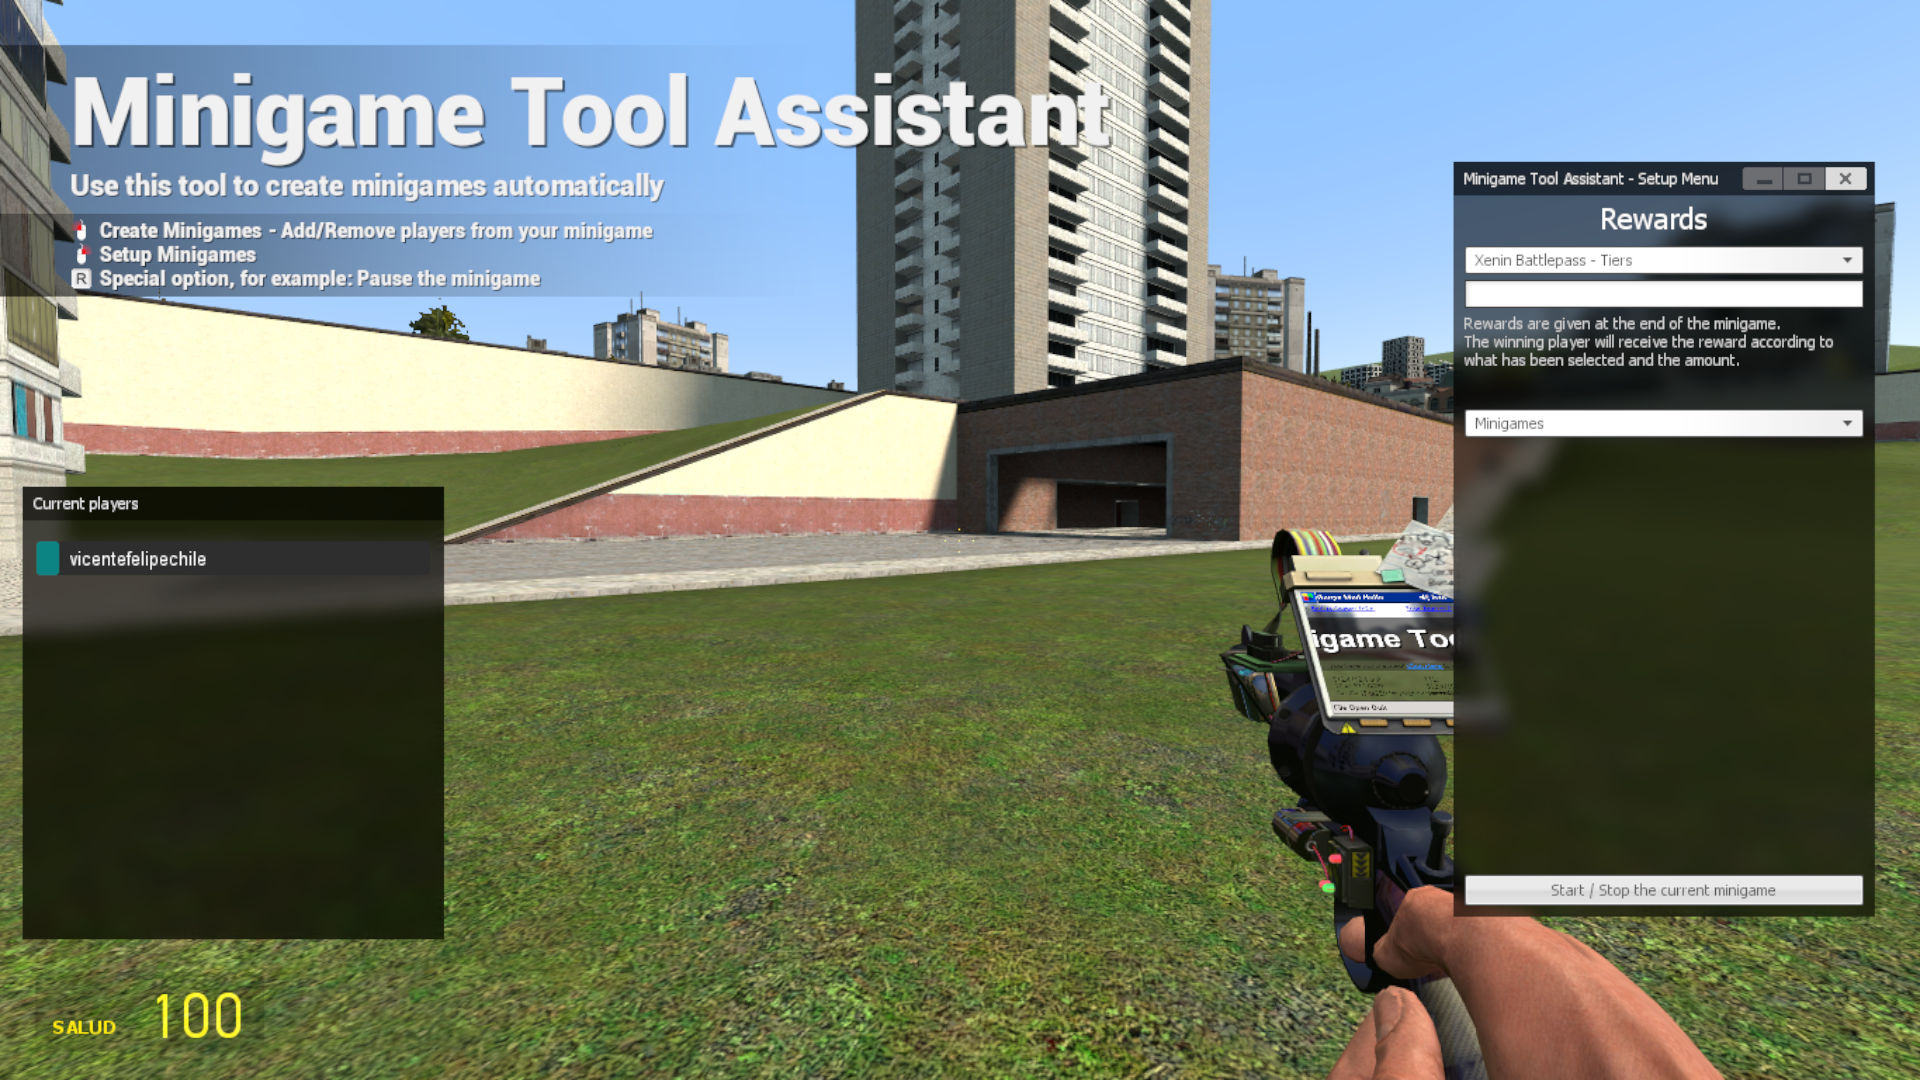 Minigame Tool Assistant
Use this tool to create minigames automatically
Create Minigames - Add/Remove players from your minigame
Setup Minigames
R Special option, for example: Pause the minigame
Minigame Tool Assistant - Setup Menu
Rewards
Xenin Battlepass - Tiers
Rewards are given at the end of the minigame.
The winning player will receive the reward according to
what has been selected and the amount.
Minigames
Start / Stop the current minigame
Current players
vicentefelipechile
igame Too
SALUD 100